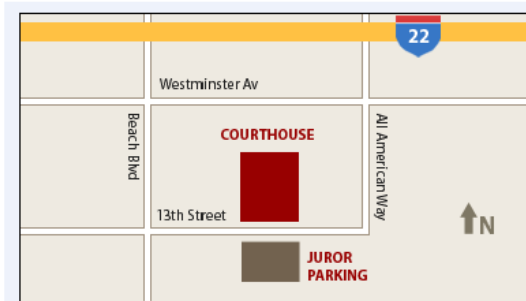 22
Westminster Av
Beach Blvd
COURTHOUSE
All American Way
13th Street
N
JUROR
PARKING